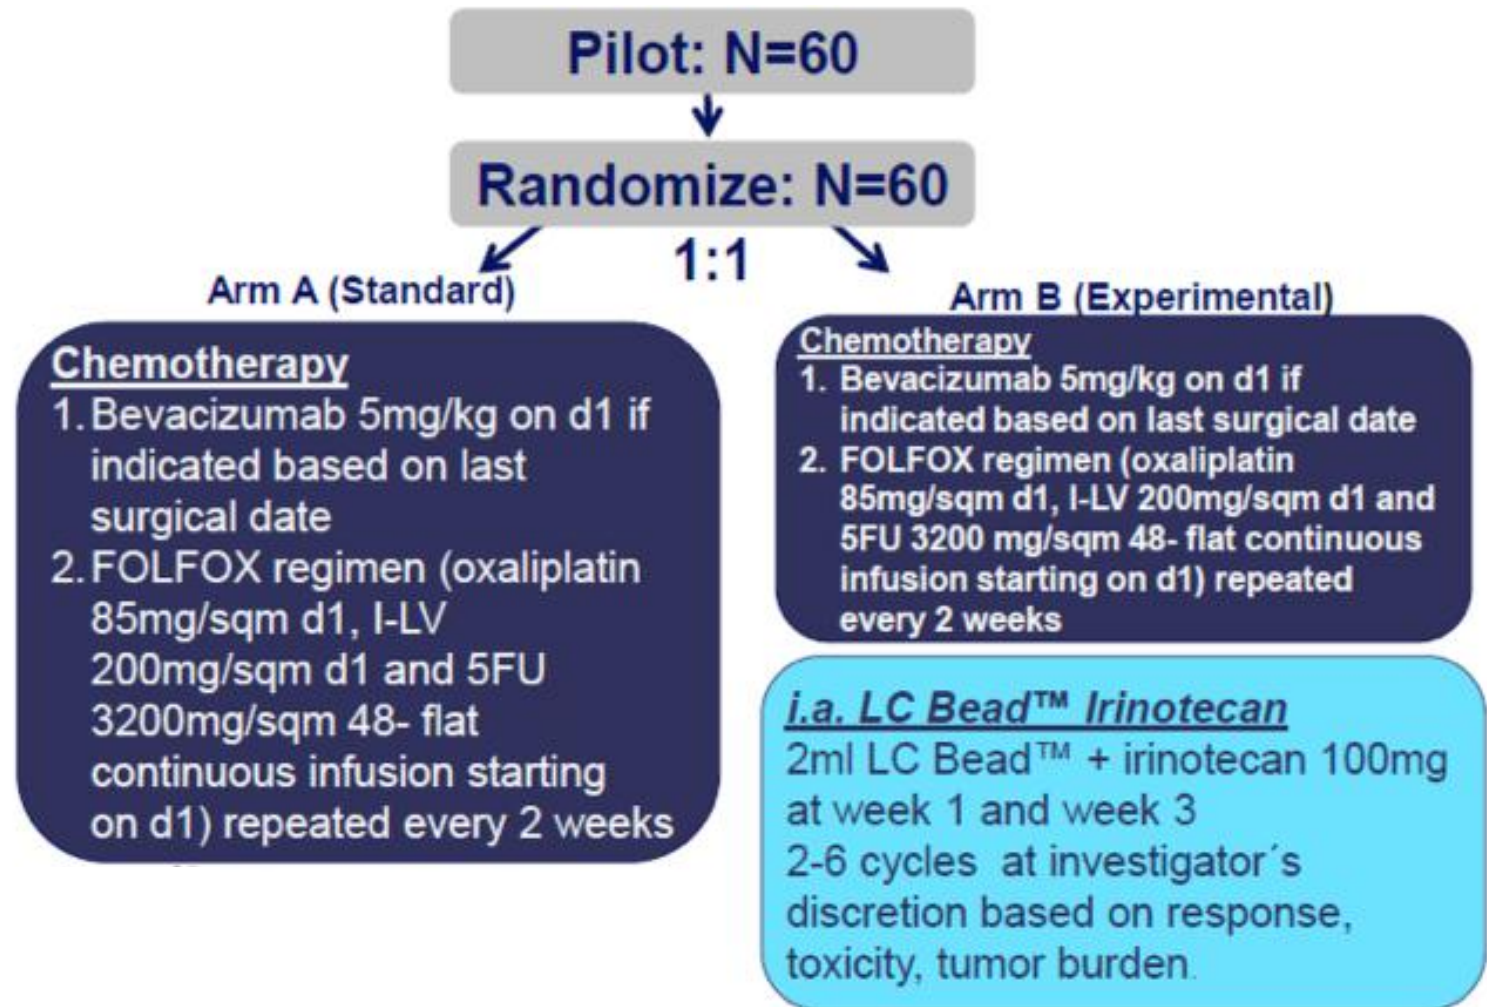 Pilot: N=60
Randomize: N=60
1:1
Arm A (Standard)
Chemotherapy
1. Bevacizumab 5mg/kg on d1 if
indicated based on last
surgical date
2. FOLFOX regimen (oxaliplatin
85mg/sqm d1, l-LV
200mg/sqm d1 and 5FU
3200mg/sqm 48- flat
continuous infusion starting
on d1) repeated every 2 weeks
Arm B (Experimental)
Chemotherapy
1. Bevacizumab 5mg/kg on d1 if
indicated based on last surgical date
2. FOLFOX regimen (oxaliplatin
85mg/sqm d1, l-LV 200mg/sqm d1 and
5FU 3200 mg/sqm 48- flat continuous
infusion starting on d1) repeated
every 2 weeks
i.a. LC Bead™ Irinotecan
2ml LC Bead™ + irinotecan 100mg
at week 1 and week 3
2-6 cycles at investigator´s
discretion based on response,
toxicity, tumor burden.